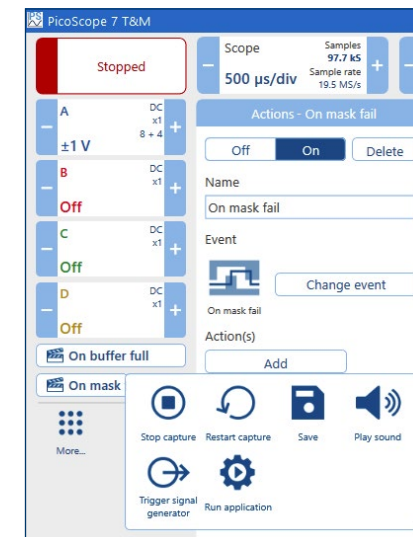 PicoScope 7 T&M
Stopped
Scope
500 µs/div
Samples
97.7 kS
Sample rate
19.5 MS/s
A
DC
x1
8 + 4
±1 V
B
DC
x1
Off
C
DC
x1
Off
D
DC
x1
Off
On buffer full
On mask
More...
Actions - On mask fail
Off
On
Delete
Name
On mask fail
Event
On mask fail
Change event
Action(s)
Add
Stop capture
Restart capture
Save
Play sound
Trigger signal
generator
Run application